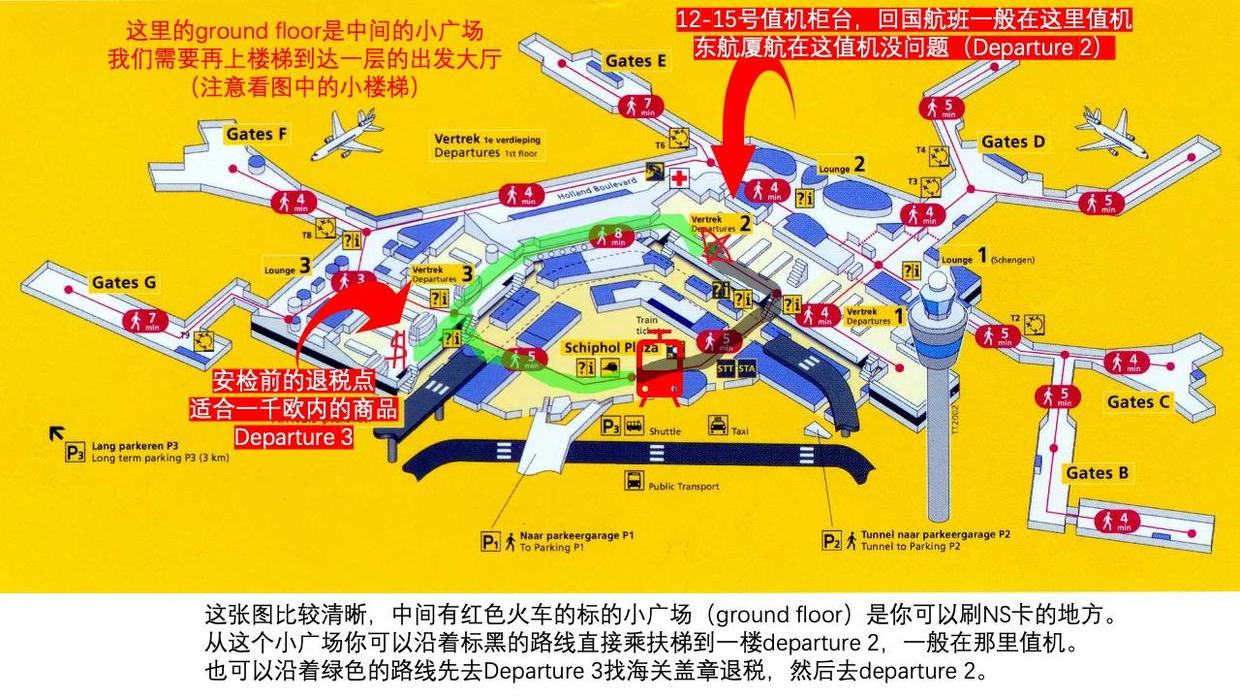 这里的ground floor是中间的小广场
我们需要再上楼梯到达一层的出发大厅
（注意看图中的小楼梯）
12-15号值机柜台，回国航班一般在这里值机
东航厦航在这值机没问题（Departure 2）
Gates E
7 min
5 min
Gates F
Vertrek 1e verdieping
Departures 1st floor
T6
T4
Gates D
Lounge 2
T3
4 min
Holland Boulevard
4 min
4 min
4 min
5 min
T8
?i
?i
8 min
Vertrek
Departures 2
Lounge 1 (Schengen)
?i
Lounge 3
Vertrek
Departures 3
3
?i
Gates G
7 min
T9
$
?i
?i
?i
?i
4 min
Vertrek
Departures 1
T2
5 min
4 min
Train
Schiphol Plaza
5 min
?i
5 min
STT STA
5 min
Gates C
安检前的退税点
适合一千欧内的商品
Departure 3
P3 Shuttle
Taxi
TT2002
P3
Lang parkeren P3
Long term parking P3 (3 km)
Public Transport
Gates B
4 min
P1
Naar parkeergarage P1
To Parking P1
P2
Tunnel naar parkeergarage P2
Tunnel to Parking P2
这张图比较清晰，中间有红色火车的标的小广场（ground floor）是你可以刷NS卡的地方。
从这个小广场你可以沿着标黑的路线直接乘扶梯到一楼departure 2，一般在那里值机。
也可以沿着绿色的路线先去Departure 3找海关盖章退税，然后去departure 2。